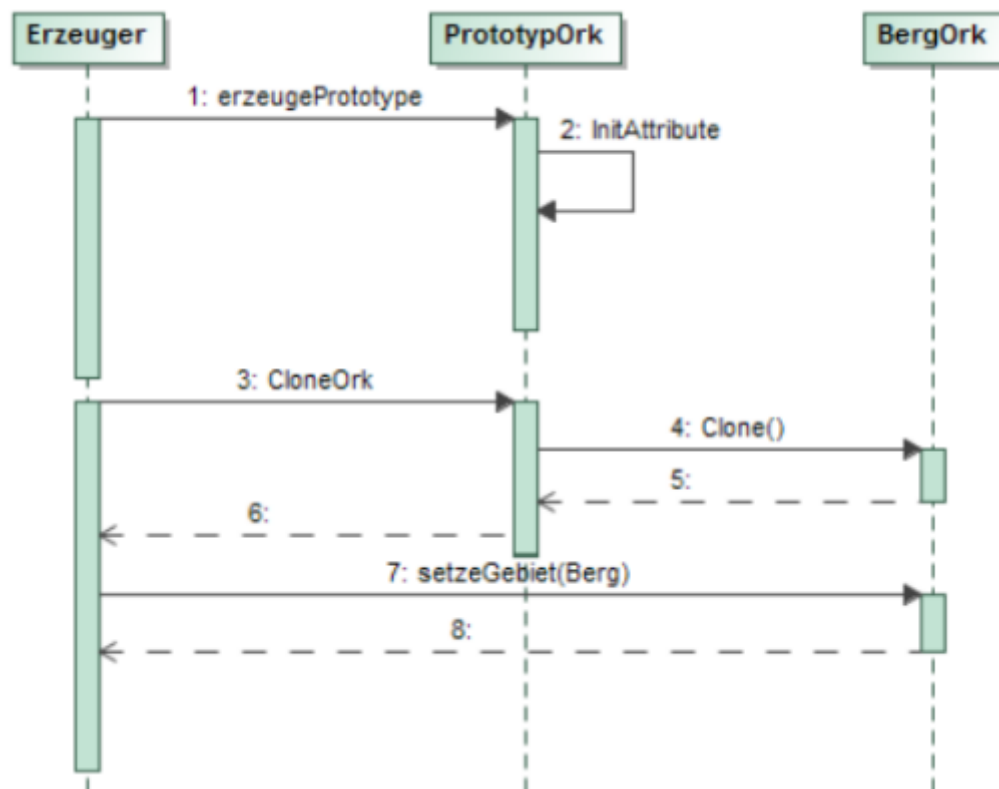 Erzeuger
PrototypOrk
BergOrk
1: erzeugePrototype
2: InitAttribute
3: CloneOrk
4: Clone()
5:
6:
7: setzeGebiet(Berg)
8: